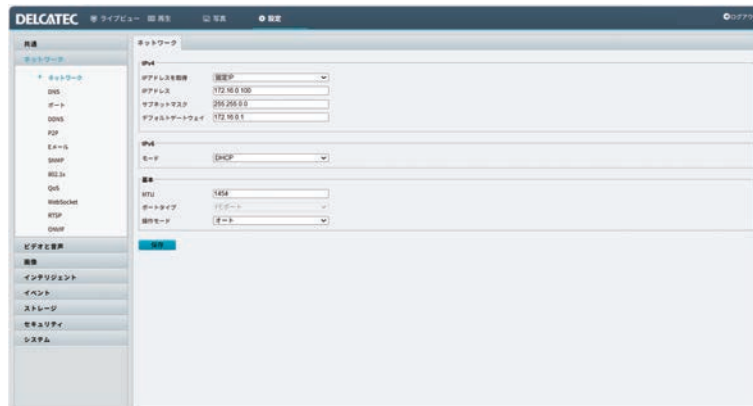 DELCATEC ライブビュー 再生 写真 設定 ログアウ
共通
ネットワーク
ネットワーク
DNS
ポート
DDNS
P2P
Eメール
SNMP
802.1x
QoS
WebSocket
RTSP
ONVIF
ビデオと音声
画像
インテリジェント
イベント
ストレージ
セキュリティ
システム
ネットワーク
IPv4
IPアドレスを取得 固定IP
IPアドレス 172.16.0.100
サブネットマスク 255.255.0.0
デフォルトゲートウェイ 172.16.0.1
IPv6
モード DHCP
基本
MTU 1454
ポートタイプ FEポート
操作モード オート
保存